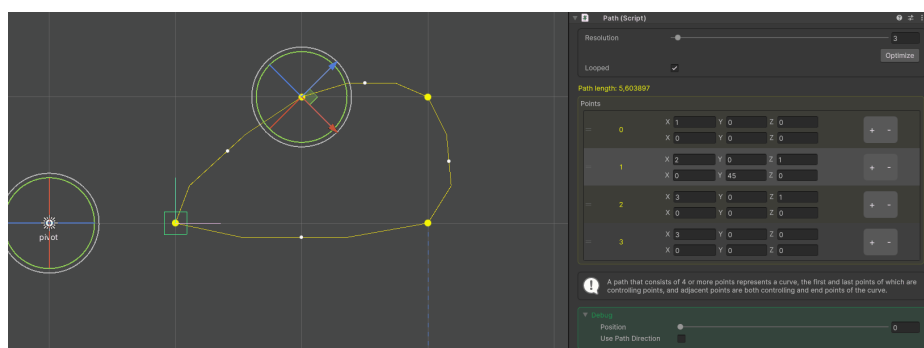 pivot
Path (Script)
Resolution 3
Optimize
Looped
Path length: 5,603897
Points
0 X 1 Y 0 Z 0
X 0 Y 0 Z 0
+ -
1 X 2 Y 0 Z 1
X 0 Y 45 Z 0
+ -
2 X 3 Y 0 Z 1
X 0 Y 0 Z 0
+ -
3 X 3 Y 0 Z 0
X 0 Y 0 Z 0
+ -
A path that consists of 4 or more points represents a curve, the first and last points of which are
controlling points, and adjacent points are both controlling and end points of the curve.
Debug
Position 0
Use Path Direction